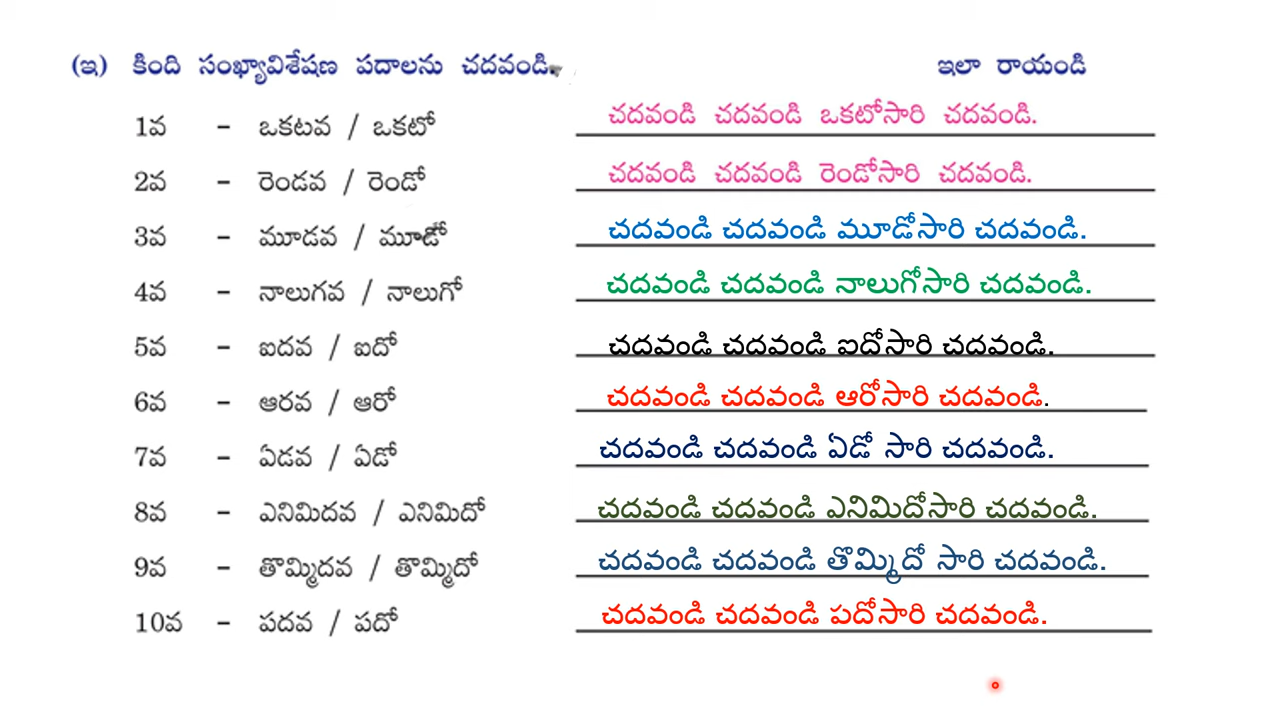 (ఇ) కింది సంఖ్యావిశేషణ పదాలను చదవండి. ఇలా రాయండి
1వ – ఒకటవ / ఒకటో చదవండి చదవండి ఒకటోసారి చదవండి.
2వ – రెండవ / రెండో చదవండి చదవండి రెండోసారి చదవండి.
3వ – మూడవ / మూడో చదవండి చదవండి మూడోసారి చదవండి.
4వ – నాలుగవ / నాలుగో చదవండి చదవండి నాలుగోసారి చదవండి.
5వ – ఐదవ / ఐదో చదవండి చదవండి ఐదోసారి చదవండి.
6వ – ఆరవ / ఆరో చదవండి చదవండి ఆరోసారి చదవండి.
7వ – ఏడవ / ఏడో చదవండి చదవండి ఏడో సారి చదవండి.
8వ – ఎనిమిదవ / ఎనిమిదో చదవండి చదవండి ఎనిమిదోసారి చదవండి.
9వ – తొమ్మిదవ / తొమ్మిదో చదవండి చదవండి తొమ్మిదో సారి చదవండి.
10వ – పదవ / పదో చదవండి చదవండి పదోసారి చదవండి.